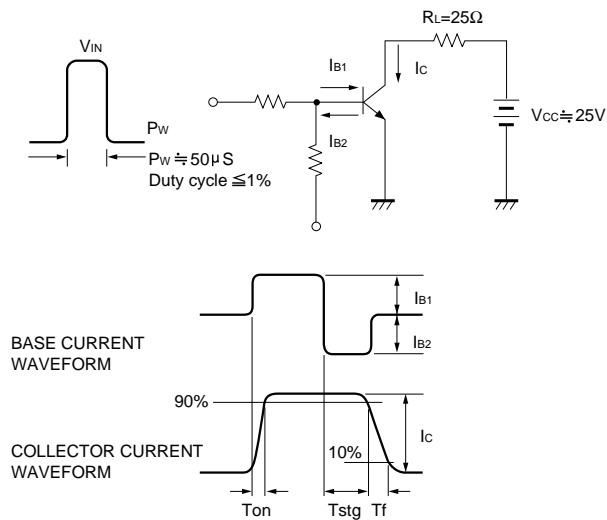 VIN
PW
PW≒50μS
Duty cycle≦1%
RL=25Ω
IB1
IC
IB2
VCC≒25V
BASE CURRENT
WAVEFORM
IB1
IB2
90%
COLLECTOR CURRENT
WAVEFORM
10%
IC
Ton
Tstg
Tf